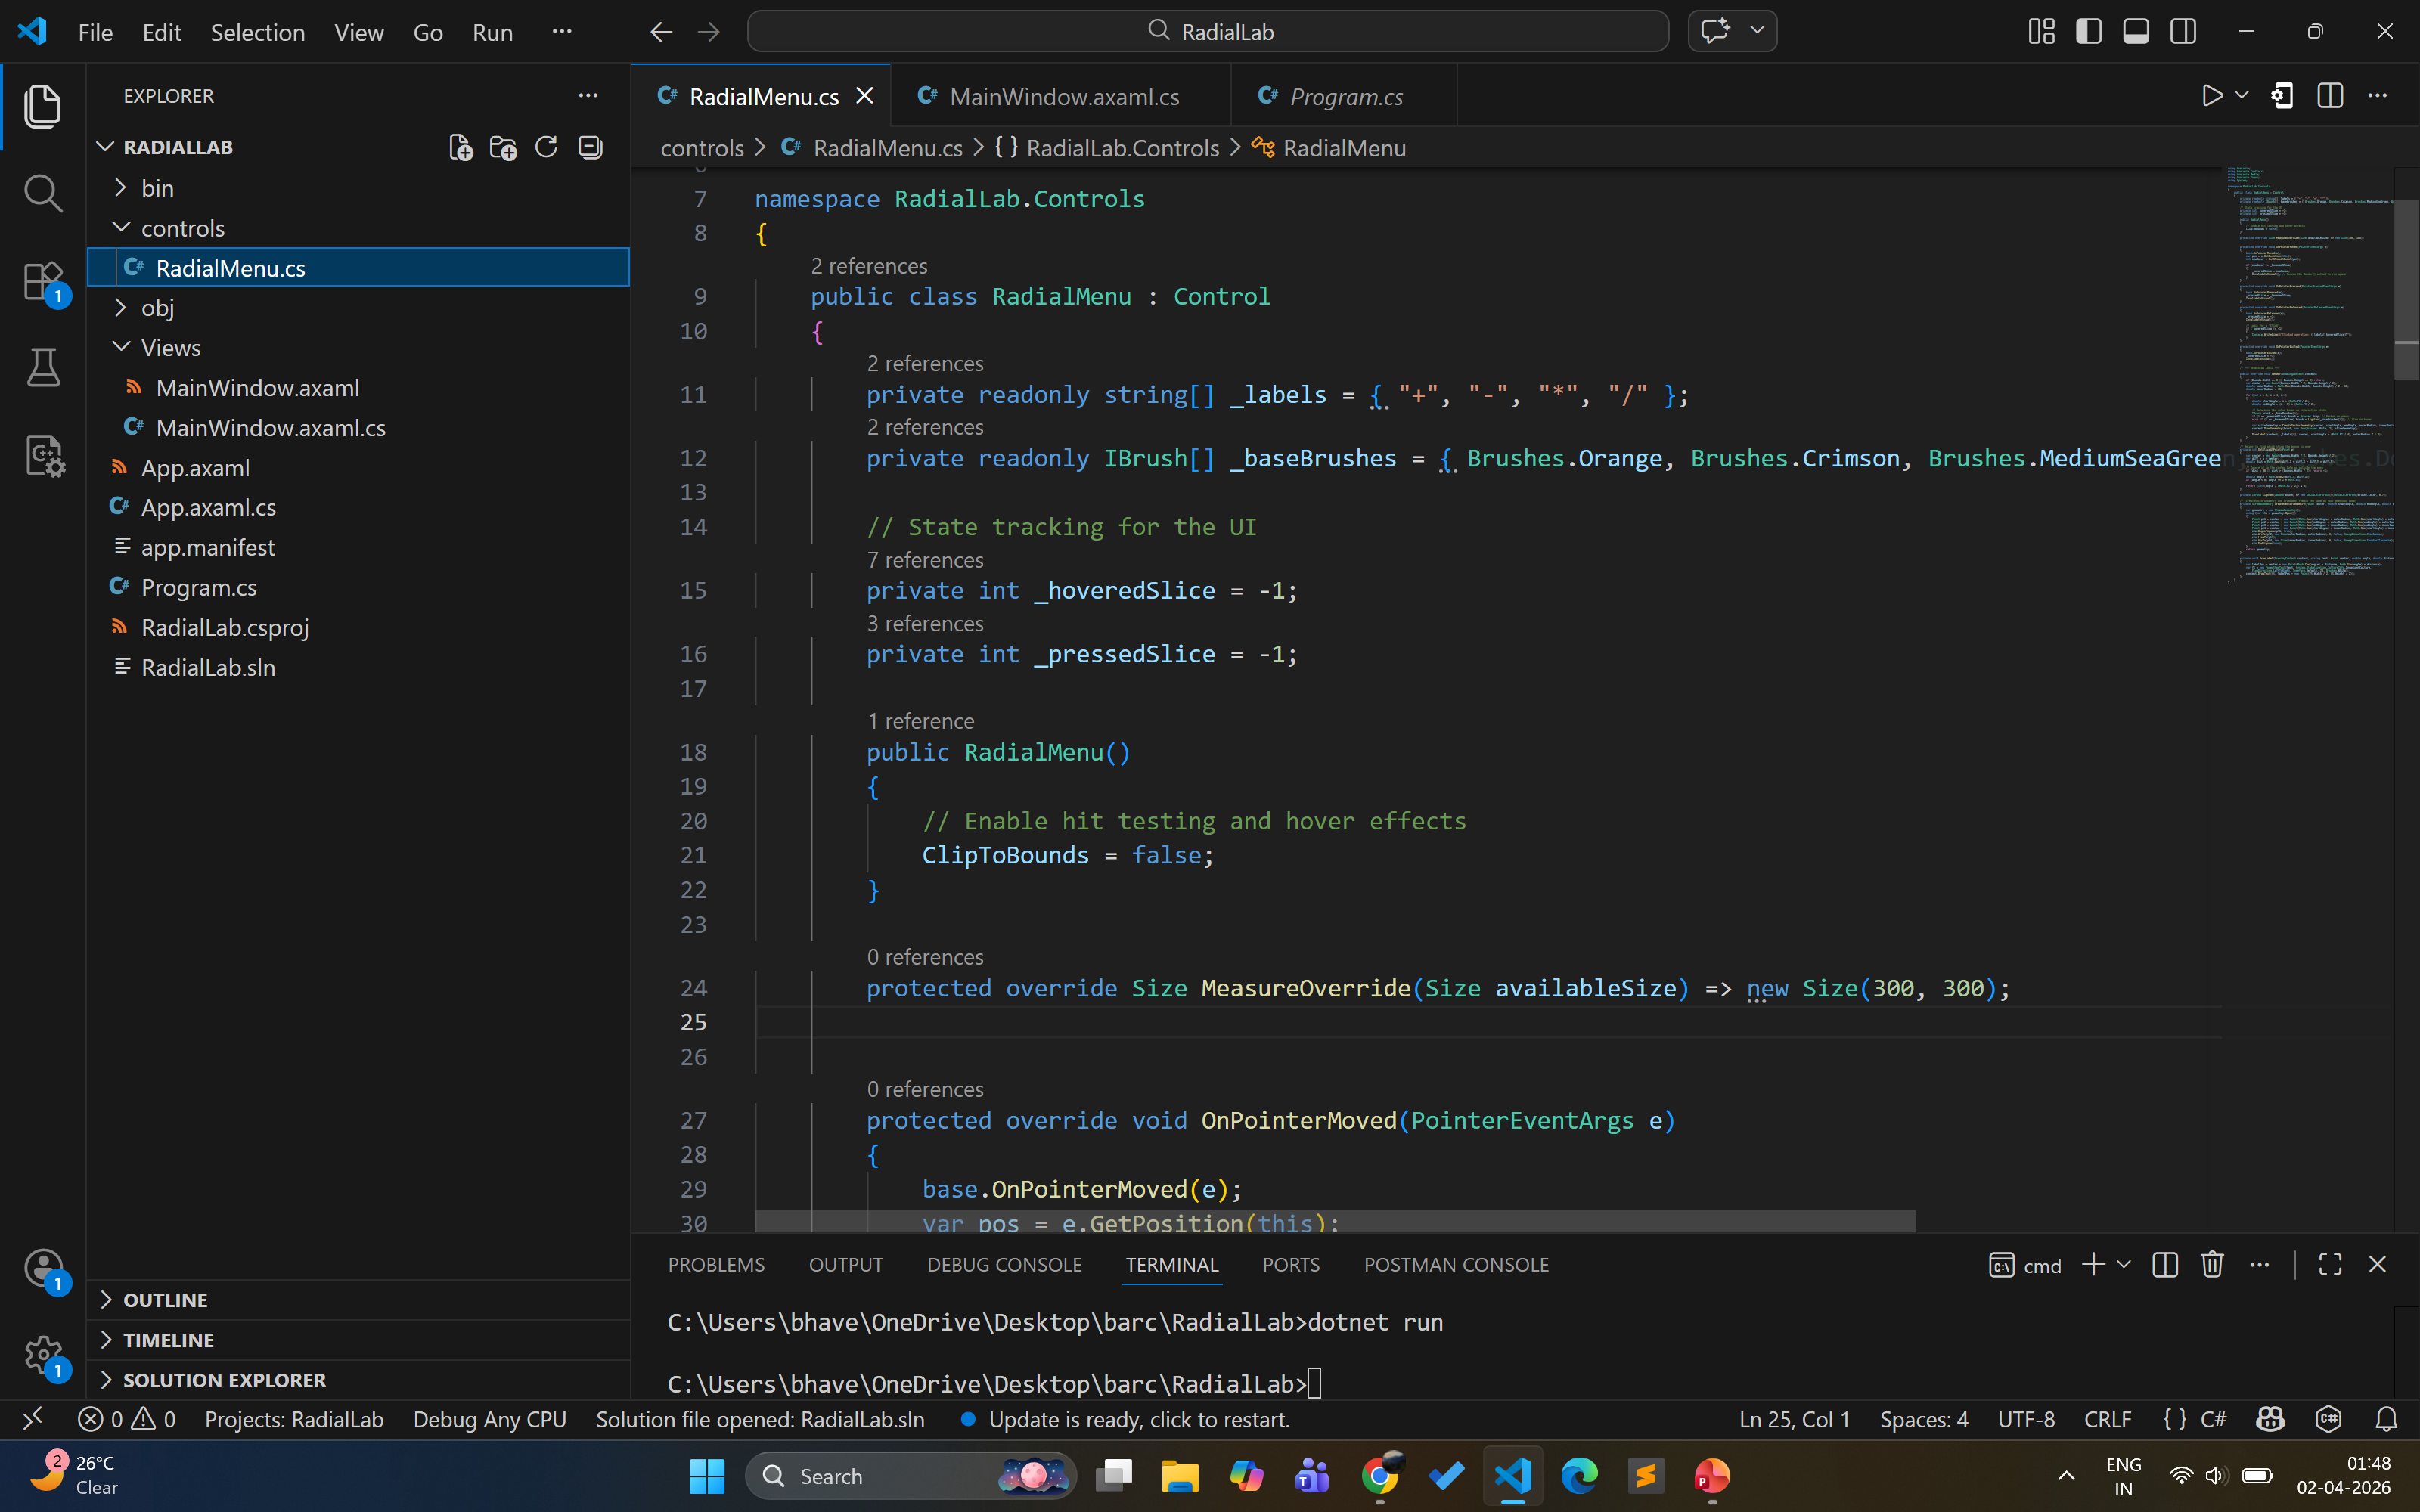 File Edit Selection View Go Run ···
RadialLab
EXPLORER
RADIALLAB
bin
controls
C# RadialMenu.cs
obj
Views
MainWindow.axaml
C# MainWindow.axaml.cs
App.axaml
C# App.axaml.cs
app.manifest
C# Program.cs
RadialLab.csproj
RadialLab.sln
OUTLINE
TIMELINE
SOLUTION EXPLORER
1
1
1
C# RadialMenu.cs
C# MainWindow.axaml.cs
C# Program.cs
controls > C# RadialMenu.cs > { } RadialLab.Controls > RadialMenu
7 namespace RadialLab.Controls
8 {
2 references
9 public class RadialMenu : Control
10 {
2 references
11 private readonly string[] _labels = { "+", "-", "*", "/" };
2 references
12 private readonly IBrush[] _baseBrushes = { Brushes.Orange, Brushes.Crimson, Brushes.MediumSeaGreen
13
14 // State tracking for the UI
7 references
15 private int _hoveredSlice = -1;
3 references
16 private int _pressedSlice = -1;
17
1 reference
18 public RadialMenu()
19 {
20 // Enable hit testing and hover effects
21 ClipToBounds = false;
22 }
23
0 references
24 protected override Size MeasureOverride(Size availableSize) => new Size(300, 300);
25
26
0 references
27 protected override void OnPointerMoved(PointerEventArgs e)
28 {
29 base.OnPointerMoved(e);
30 var pos = e.GetPosition(this);
PROBLEMS OUTPUT DEBUG CONSOLE TERMINAL PORTS POSTMAN CONSOLE
cmd
C:\Users\bhave\OneDrive\Desktop\barc\RadialLab>dotnet run
C:\Users\bhave\OneDrive\Desktop\barc\RadialLab>
0 0 Projects: RadialLab Debug Any CPU Solution file opened: RadialLab.sln Update is ready, click to restart.
Ln 25, Col 1 Spaces: 4 UTF-8 CRLF { } C#
2
26°C
Clear
Search
ENG
IN
01:48
02-04-2026